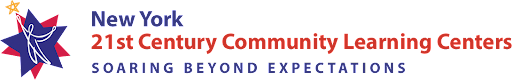 New York
21st Century Community Learning Centers
SOARING BEYOND EXPECTATIONS